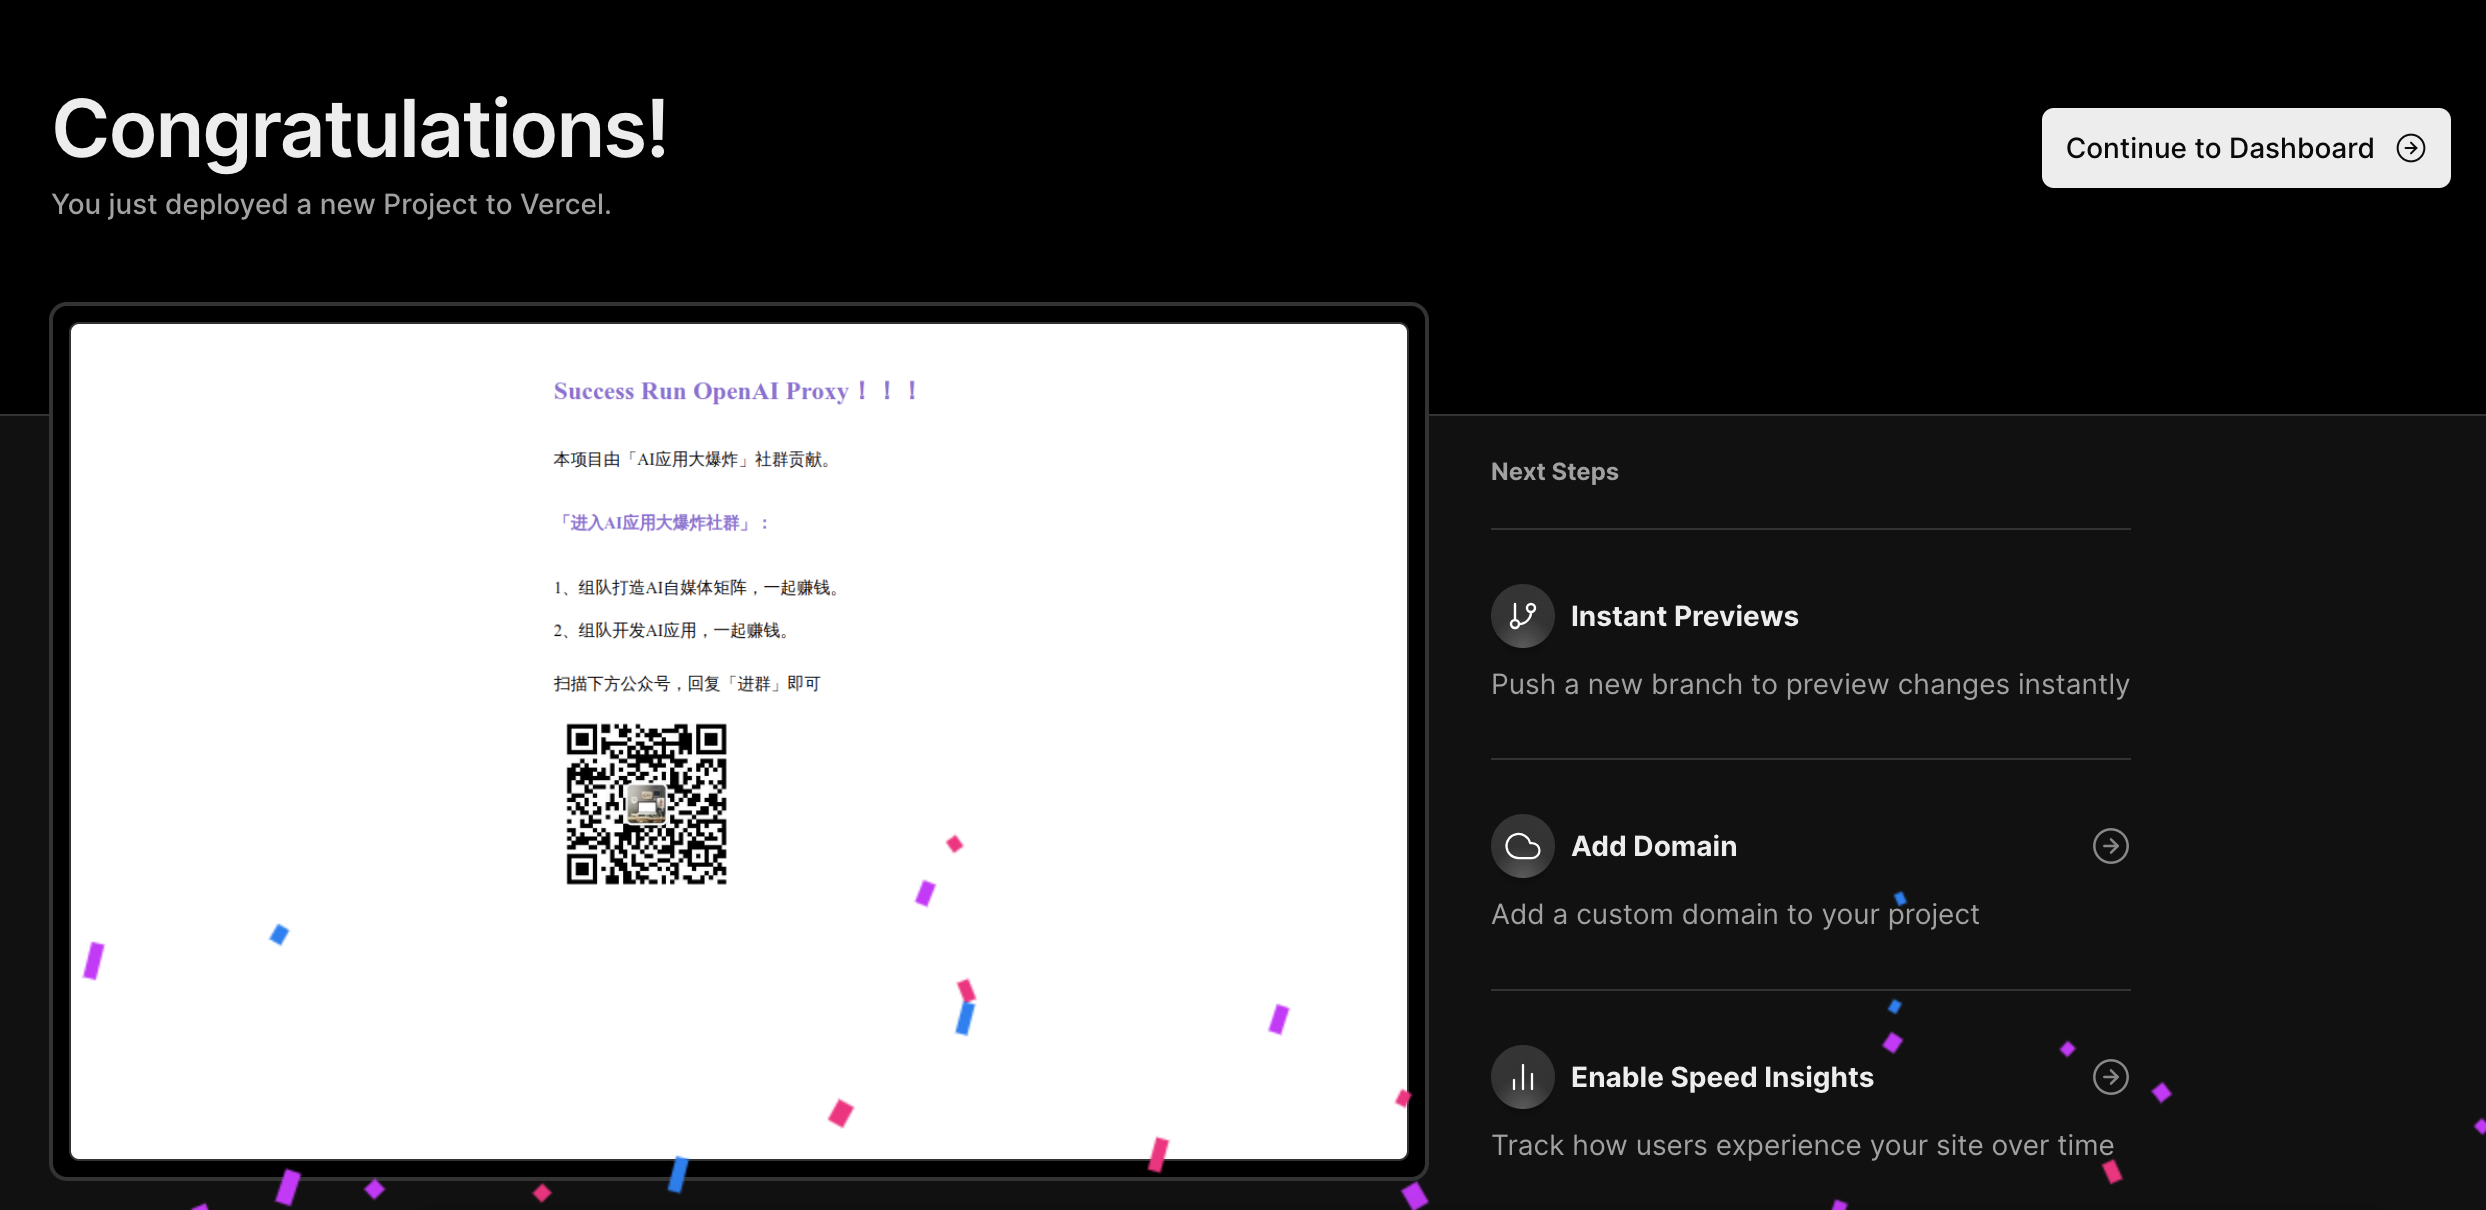 Congratulations!
You just deployed a new Project to Vercel.
Continue to Dashboard
Success Run OpenAI Proxy！！！
本项目由「AI应用大爆炸」社群贡献。
「进入AI应用大爆炸社群」：
1、组队打造AI自媒体矩阵，一起赚钱。
2、组队开发AI应用，一起赚钱。
扫描下方公众号，回复「进群」即可
Next Steps
Instant Previews
Push a new branch to preview changes instantly
Add Domain
Add a custom domain to your project
Enable Speed Insights
Track how users experience your site over time